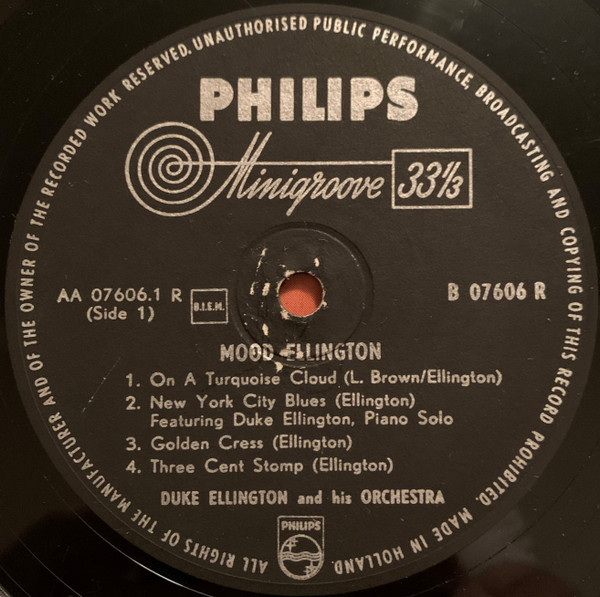 ALL RIGHTS OF THE MANUFACTURER AND OF THE OWNER OF THE RECORDED WORK RESERVED. UNAUTHORISED PUBLIC PERFORMANCE, BROADCASTING AND COPYING OF THIS RECORD PROHIBITED. MADE IN HOLLAND.
PHILIPS
Minigroove 33⅓
AA 07606.1 R B.I.E.M. B 07606 R
(Side 1)
MOOD ELLINGTON
1. On A Turquoise Cloud (L. Brown/Ellington)
2. New York City Blues (Ellington)
Featuring Duke Ellington, Piano Solo
3. Golden Cress (Ellington)
4. Three Cent Stomp (Ellington)
DUKE ELLINGTON and his ORCHESTRA
PHILIPS